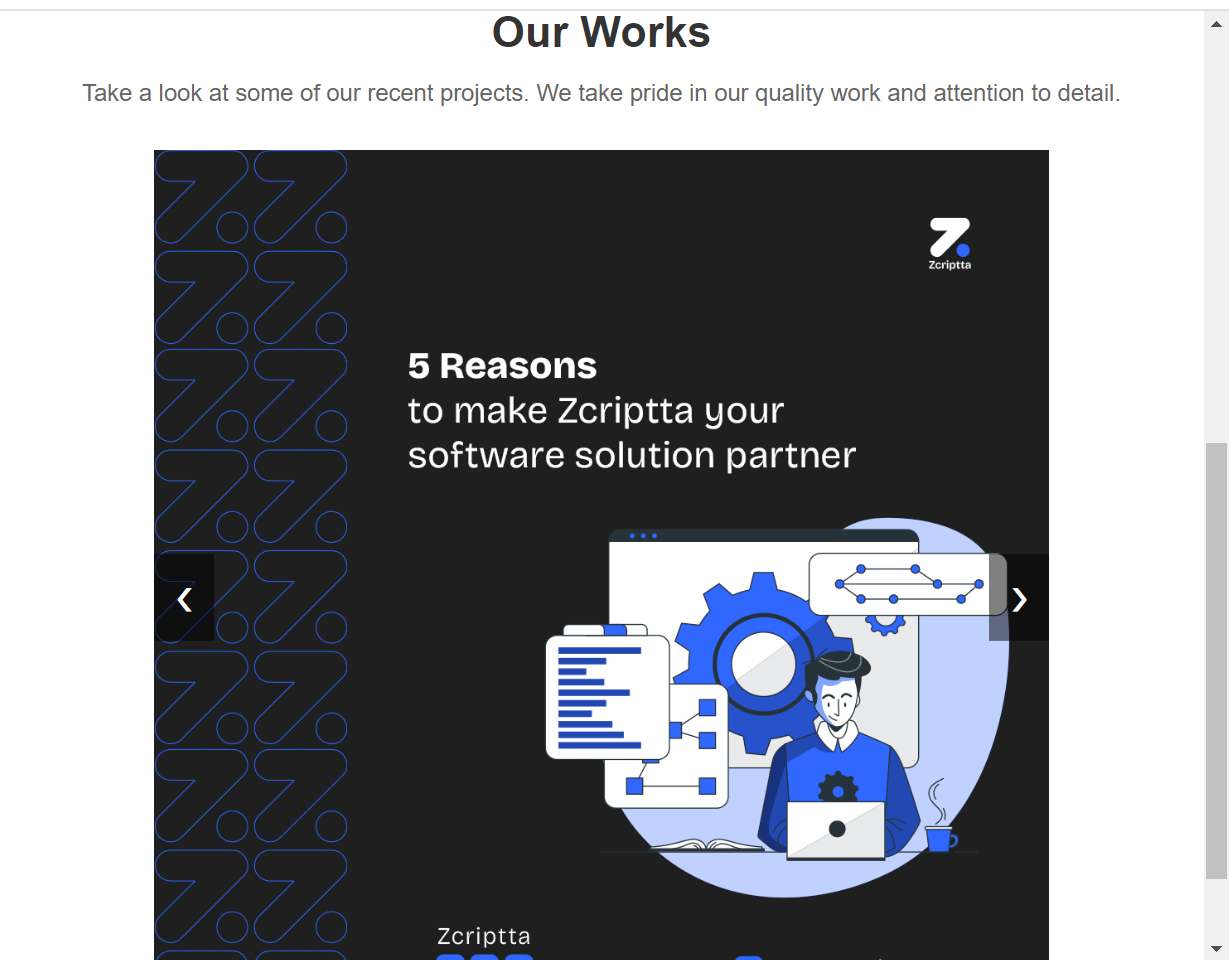 Our Works
Take a look at some of our recent projects. We take pride in our quality work and attention to detail.
Zcriptta
5 Reasons
to make Zcriptta your
software solution partner
Zcriptta